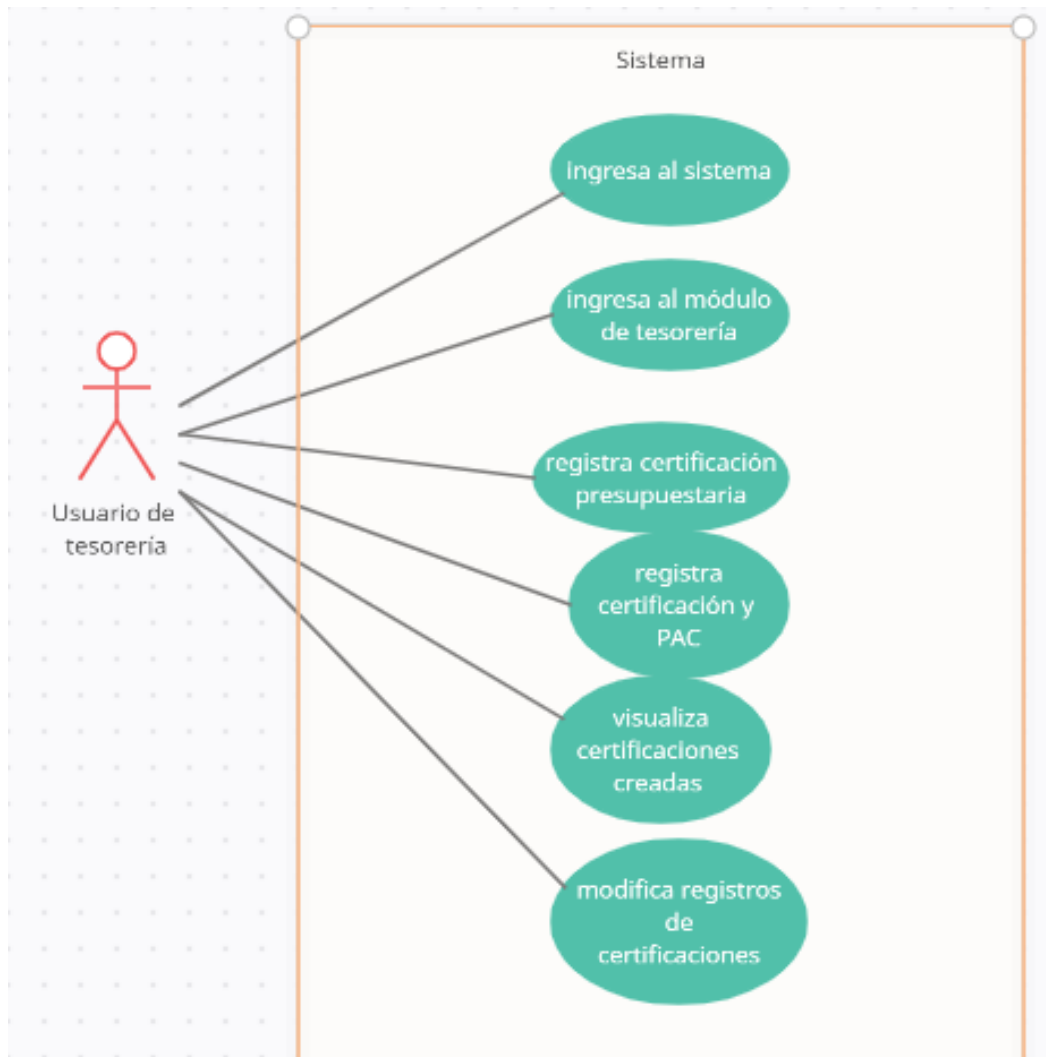 Sistema
ingresa al sistema
ingresa al módulo
de tesorería
registra certificación
presupuestaria
registra
certificación y
PAC
Usuario de
tesorería
visualiza
certificaciones
creadas
modifica registros
de
certificaciones